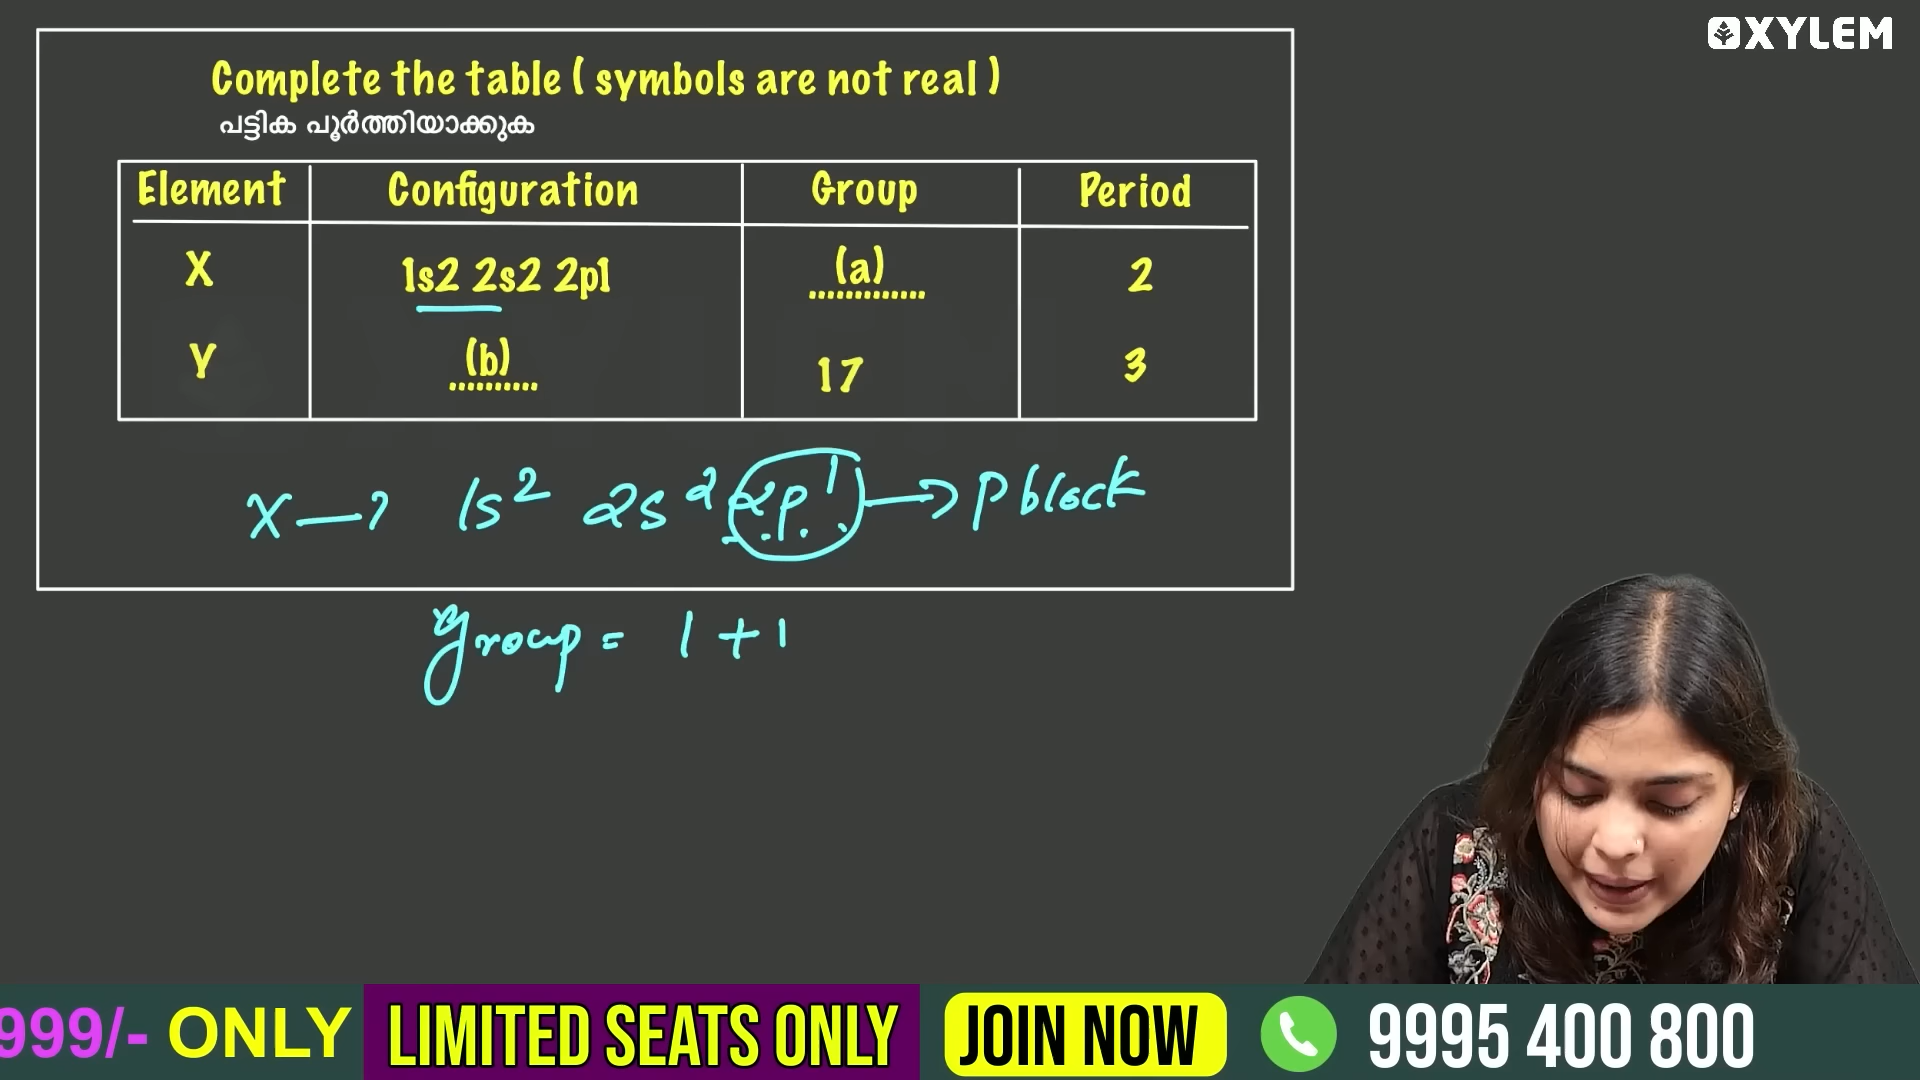 XYLEM
Complete the table ( symbols are not real )
പട്ടിക പൂർത്തിയാക്കുക
Element Configuration Group Period
X 1s2 2s2 2p1 (a) ............. 2
Y (b) .......... 17 3
X → 1s² 2s² 2p¹ → p block
group = 1 + 1
999/- ONLY LIMITED SEATS ONLY JOIN NOW 9995 400 800